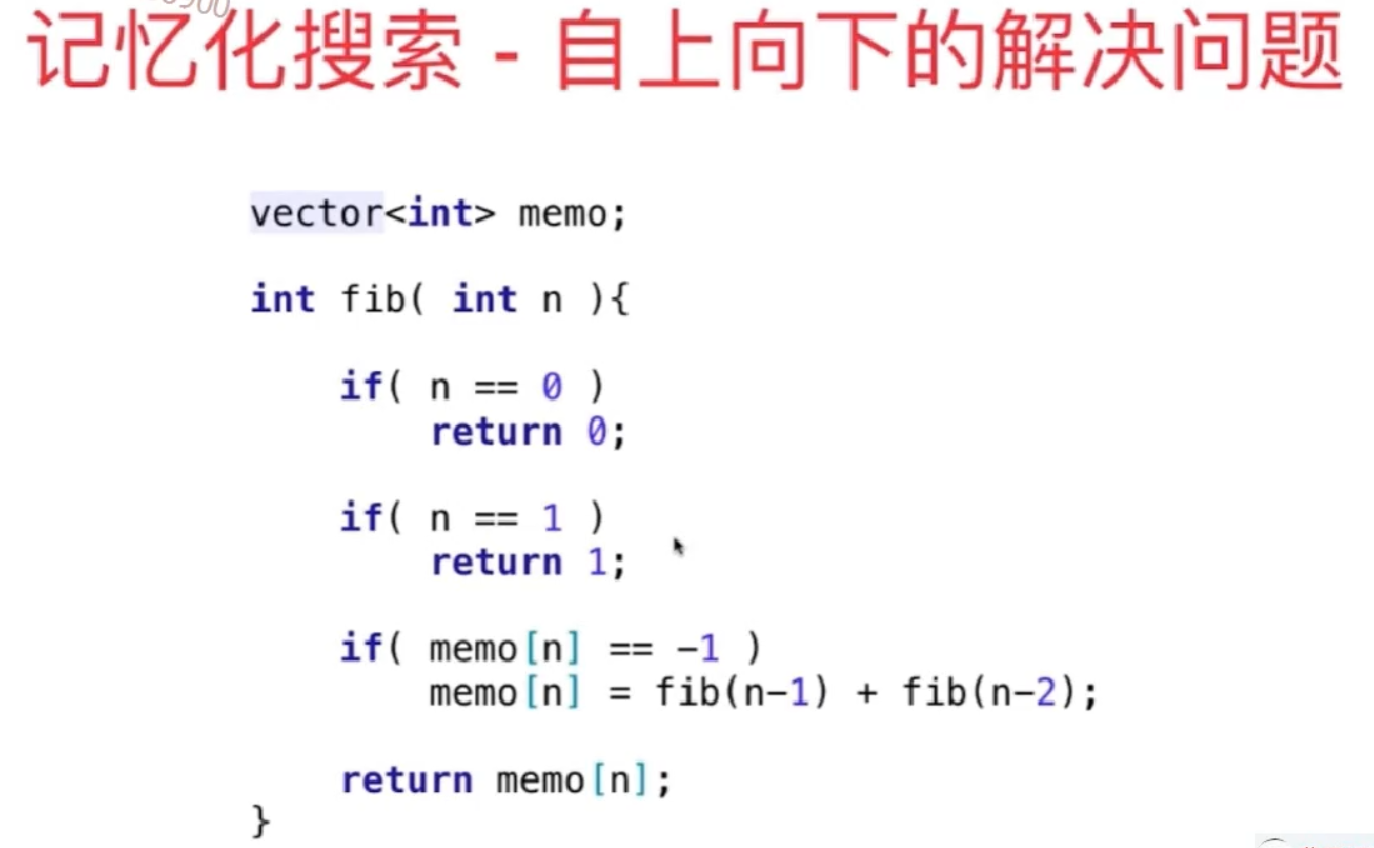 记忆化搜索 - 自上向下的解决问题
vector<int> memo;
int fib( int n ){
if( n == 0 )
return 0;
if( n == 1 )
return 1;
if( memo[n] == -1 )
memo[n] = fib(n-1) + fib(n-2);
return memo[n];
}